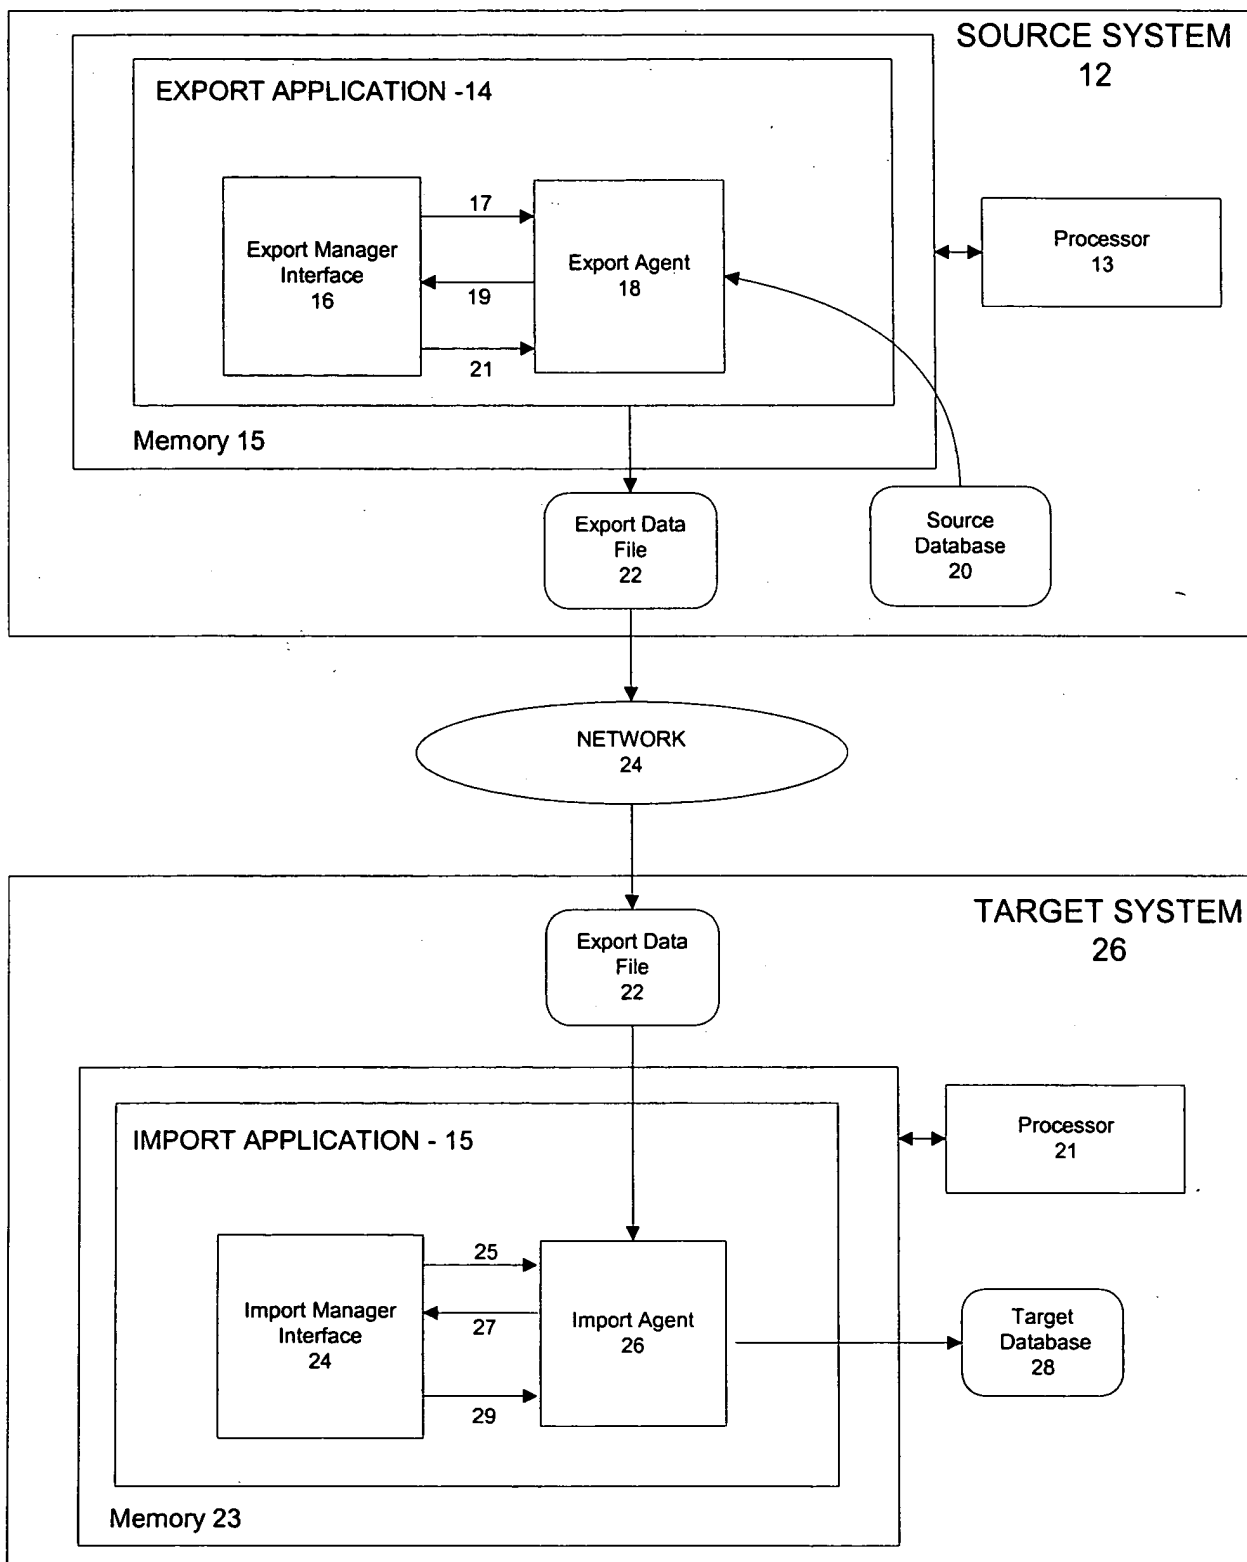 SOURCE SYSTEM
12
EXPORT APPLICATION -14
17
Export Manager
Interface
16
19
21
Export Agent
18
Processor
13
Memory 15
Export Data
File
22
Source
Database
20
NETWORK
24
TARGET SYSTEM
26
Export Data
File
22
IMPORT APPLICATION - 15
Processor
21
25
Import Manager
Interface
24
27
29
Import Agent
26
Target
Database
28
Memory 23